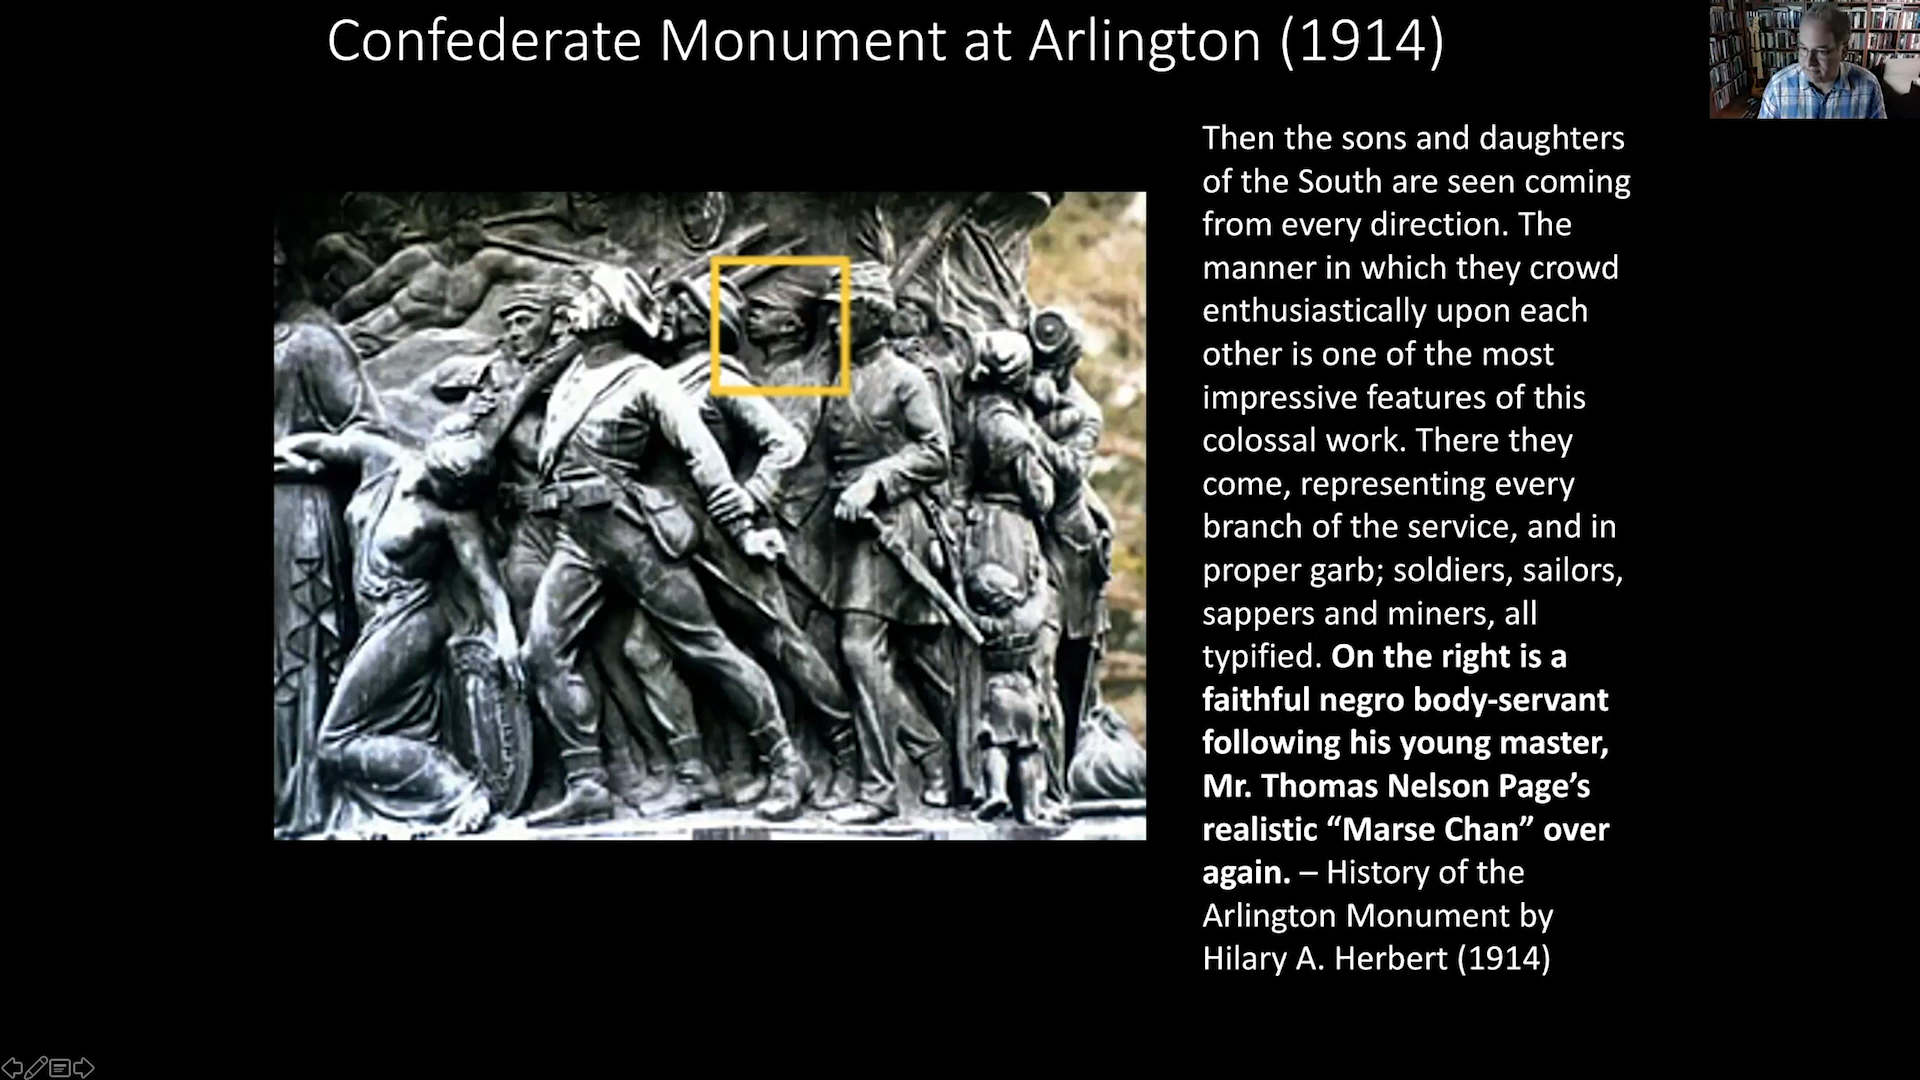 Confederate Monument at Arlington (1914)
Then the sons and daughters
of the South are seen coming
from every direction. The
manner in which they crowd
enthusiastically upon each
other is one of the most
impressive features of this
colossal work. There they
come, representing every
branch of the service, and in
proper garb; soldiers, sailors,
sappers and miners, all
typified. On the right is a
faithful negro body-servant
following his young master,
Mr. Thomas Nelson Page’s
realistic “Marse Chan” over
again. – History of the
Arlington Monument by
Hilary A. Herbert (1914)